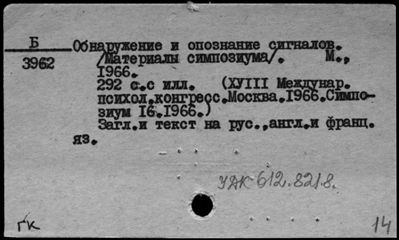 Б
3962
Обнаружение и опознание сигналов.
/Материалы симпозиума/. М.,
1966.
292 с.с илл. (XУIII Междунар.
психол.конгресс.Москва.1966.Симпо-
зиум 16.1966.)
Загл.и текст на рус.,англ.и франц.
яз.
УДК 612.821.8.
гк
14